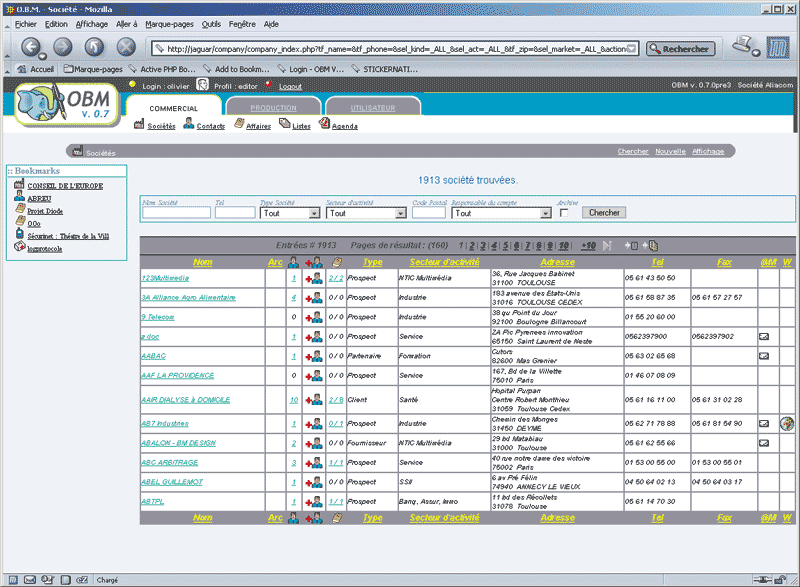 O.B.M. - Société - Mozilla
Fichier Edition Affichage Aller à Marque-pages Outils Fenêtre Aide
http://jaguar/company/company_index.php?tf_name=&tf_phone=&sel_kind=_ALL_&sel_act=_ALL_&tf_zip=&sel_market=_ALL_&action Rechercher
Accueil Marque-pages Active PHP Bo... Add to Bookm... Login - OBM V... STICKERNATI...
Login : olivier Profil : editor Logout OBM v. 0.7.0pre3 Société Aliacom
OBM v. 0.7
COMMERCIAL PRODUCTION UTILISATEUR
Sociétés Contacts Affaires Listes Agenda
Sociétés Chercher Nouvelle Affichage
:: Bookmarks
CONSEIL DE L'EUROPE
ABREU
Projet Diode
OOo
Sécurinet : Théatre de la Vill
logprotocole
1913 société trouvées.
Nom Société Tel Type Société Secteur d'activité Code Postal Responsable du compte Archive
Tout Tout Tout Chercher
Entrées # 1913 Pages de résultat : (160) 1 | 2 | 3 | 4 | 5 | 6 | 7 | 8 | 9 | 10 | +10
Nom Arc Type Secteur d'activité Adresse Tel Fax @M W
123Multimedia 1 2 / 2 Prospect NTIC Multimédia 36, Rue Jacques Babinet 31100 TOULOUSE 05 61 43 50 50
3A Alliance Agro Alimentaire 4 0 / 0 Prospect Industrie 183 avenue des Etats-Unis 31016 TOULOUSE CEDEX 05 61 58 87 35 05 61 57 27 57
9 Telecom 0 0 / 0 Prospect Industrie 38 qu Point du Jour 92100 Boulogne Billancourt 01 55 20 60 00
a doc 1 0 / 0 Prospect Service ZA Pic Pyrenees innovation 65150 Saint Laurent de Neste 0562397900 0562397902
AABAC 1 0 / 0 Partenaire Formation Cutors 82600 Mas Grenier 05 63 02 65 68
AAF LA PROVIDENCE 0 0 / 0 Prospect Service 167, Bd de la Villette 75010 Paris 01 46 07 08 09
AAIR DIALYSE à DOMICILE 10 2 / 8 Client Santé Hopital Purpan Centre Robert Monthieu 31059 Toulouse Cedex 05 61 16 11 00 05 61 31 02 28
AB7 Industries 1 0 / 1 Prospect Industrie Chemin des Monges 31450 DEYME 05 62 71 78 88 05 61 81 54 90
ABALON - BM DESIGN 2 0 / 0 Fournisseur NTIC Multimédia 29 bd Matabiau 31000 Toulouse 05 61 62 55 66
ABC ARBITRAGE 3 1 / 1 Prospect Service 40 rue notre dame des victoire 75002 Paris 01 53 00 55 00 01 53 00 55 01
ABEL GUILLEMOT 1 0 / 0 Prospect SSII 6 av Pré Félin 74940 ANNECY LE VIEUX 04 50 64 02 13 04 50 64 03 17
ABTPL 1 1 / 1 Prospect Banq, Assur, Immo 11 bd des Récollets 31078 Toulouse 05 61 14 70 30
Nom Arc Type Secteur d'activité Adresse Tel Fax @M W
Chargé